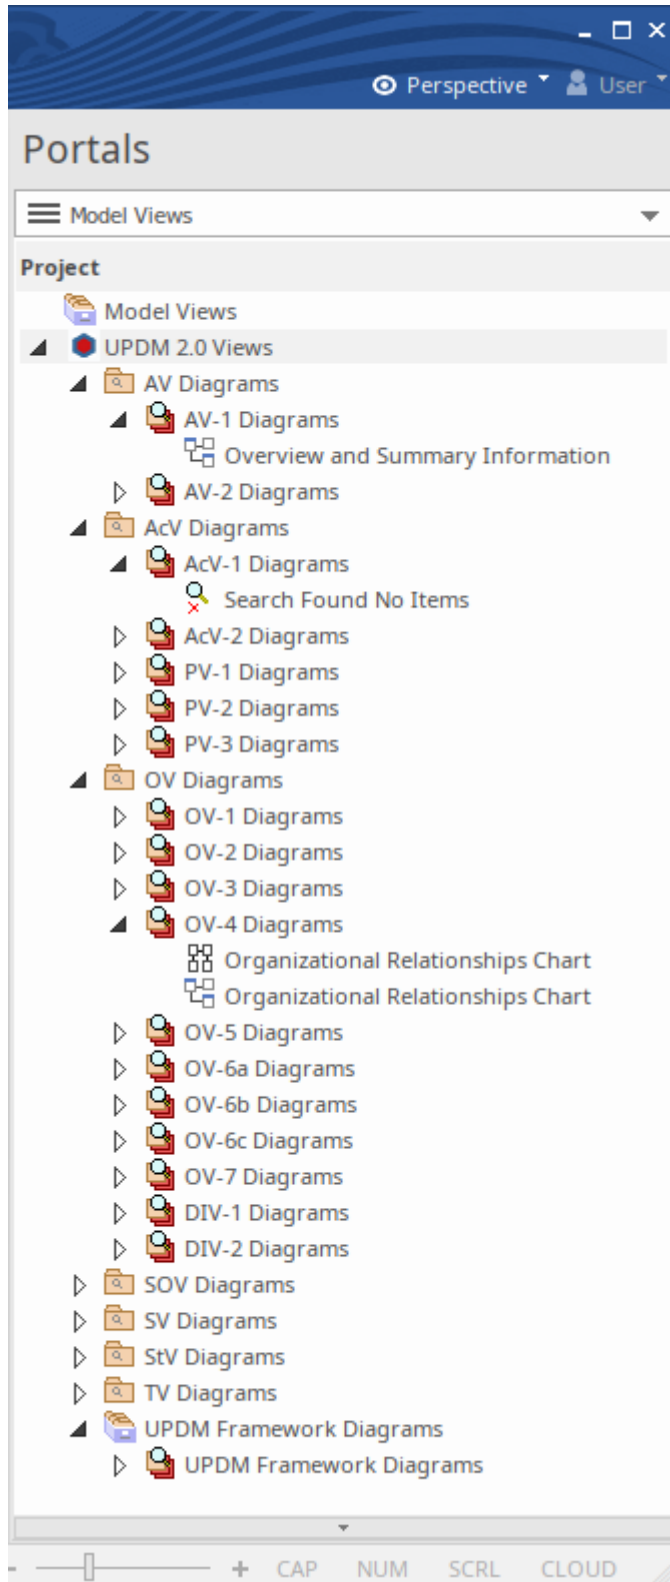 Perspective User
Portals
Model Views
Project
Model Views
UPDM 2.0 Views
AV Diagrams
AV-1 Diagrams
Overview and Summary Information
AV-2 Diagrams
AcV Diagrams
AcV-1 Diagrams
Search Found No Items
AcV-2 Diagrams
PV-1 Diagrams
PV-2 Diagrams
PV-3 Diagrams
OV Diagrams
OV-1 Diagrams
OV-2 Diagrams
OV-3 Diagrams
OV-4 Diagrams
Organizational Relationships Chart
Organizational Relationships Chart
OV-5 Diagrams
OV-6a Diagrams
OV-6b Diagrams
OV-6c Diagrams
OV-7 Diagrams
DIV-1 Diagrams
DIV-2 Diagrams
SOV Diagrams
SV Diagrams
StV Diagrams
TV Diagrams
UPDM Framework Diagrams
UPDM Framework Diagrams
CAP NUM SCRL CLOUD